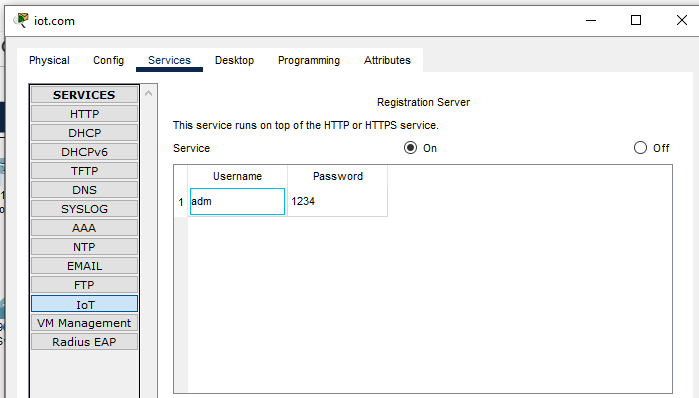 iot.com
Physical Config Services Desktop Programming Attributes
SERVICES
HTTP
DHCP
DHCPv6
TFTP
DNS
SYSLOG
AAA
NTP
EMAIL
FTP
IoT
VM Management
Radius EAP
Registration Server
This service runs on top of the HTTP or HTTPS service.
Service On Off
Username Password
1 adm 1234